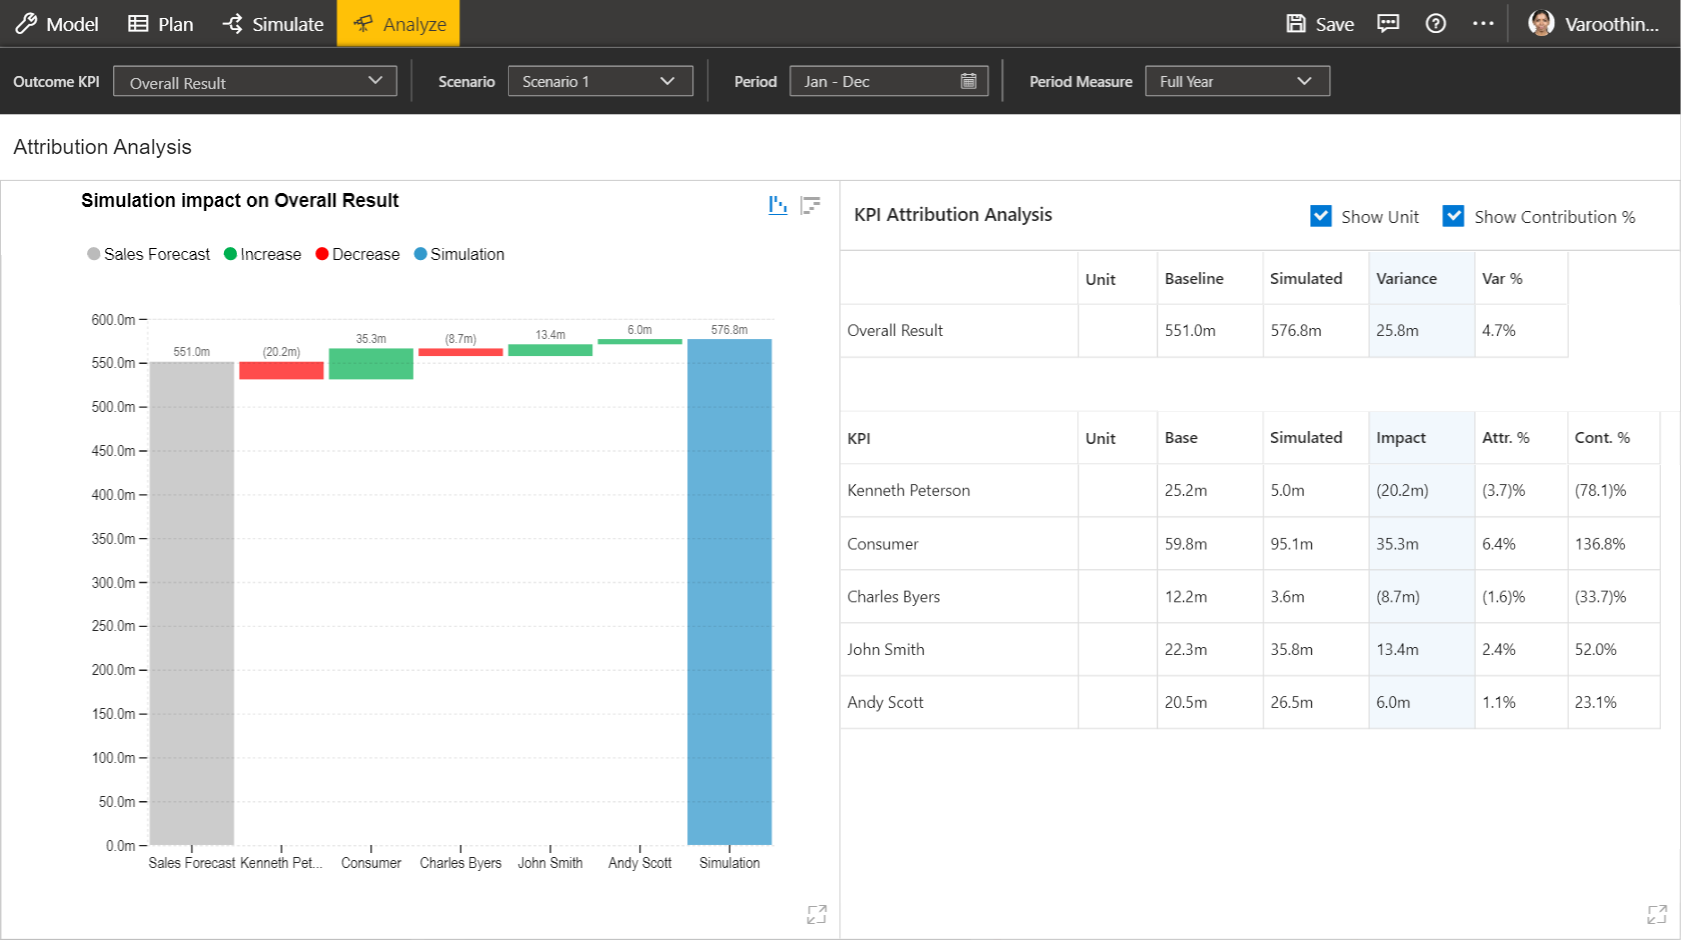 Model Plan Simulate Analyze Save Varoothin...
Outcome KPI Overall Result Scenario Scenario 1 Period Jan - Dec Period Measure Full Year
Attribution Analysis
Simulation impact on Overall Result
Sales Forecast Increase Decrease Simulation
600.0m
550.0m
500.0m
450.0m
400.0m
350.0m
300.0m
250.0m
200.0m
150.0m
100.0m
50.0m
0.0m
551.0m (20.2m) 35.3m (8.7m) 13.4m 6.0m 576.8m
Sales Forecast Kenneth Pet... Consumer Charles Byers John Smith Andy Scott Simulation
KPI Attribution Analysis Show Unit Show Contribution %
Unit Baseline Simulated Variance Var %
Overall Result 551.0m 576.8m 25.8m 4.7%
KPI Unit Base Simulated Impact Attr. % Cont. %
Kenneth Peterson 25.2m 5.0m (20.2m) (3.7)% (78.1)%
Consumer 59.8m 95.1m 35.3m 6.4% 136.8%
Charles Byers 12.2m 3.6m (8.7m) (1.6)% (33.7)%
John Smith 22.3m 35.8m 13.4m 2.4% 52.0%
Andy Scott 20.5m 26.5m 6.0m 1.1% 23.1%